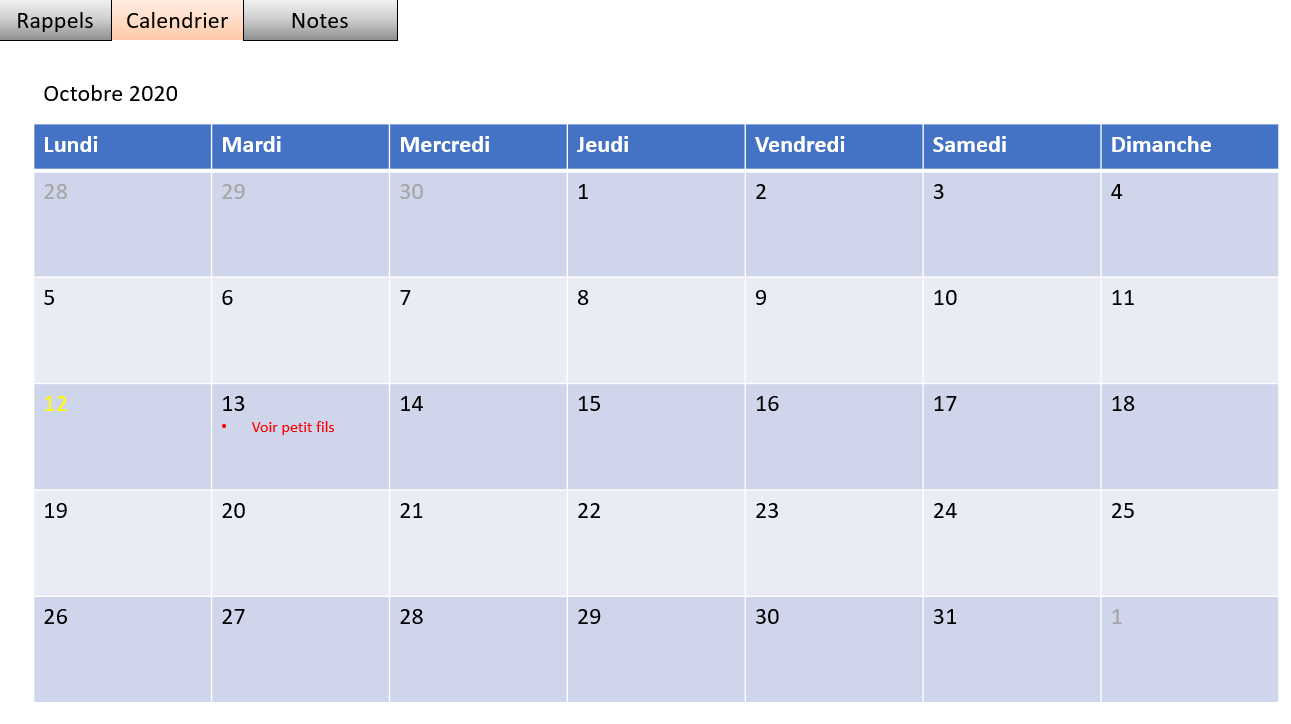 Rappels Calendrier Notes
Octobre 2020
Lundi Mardi Mercredi Jeudi Vendredi Samedi Dimanche
28 29 30 1 2 3 4
5 6 7 8 9 10 11
12 13 14 15 16 17 18
• Voir petit fils
19 20 21 22 23 24 25
26 27 28 29 30 31 1